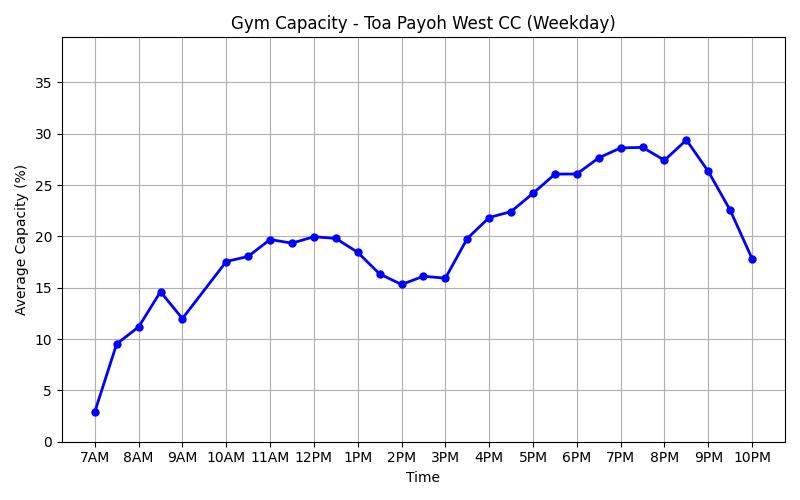 Gym Capacity - Toa Payoh West CC (Weekday)
Average Capacity (%)
35
30
25
20
15
10
5
0
7AM 8AM 9AM 10AM 11AM 12PM 1PM 2PM 3PM 4PM 5PM 6PM 7PM 8PM 9PM 10PM
Time